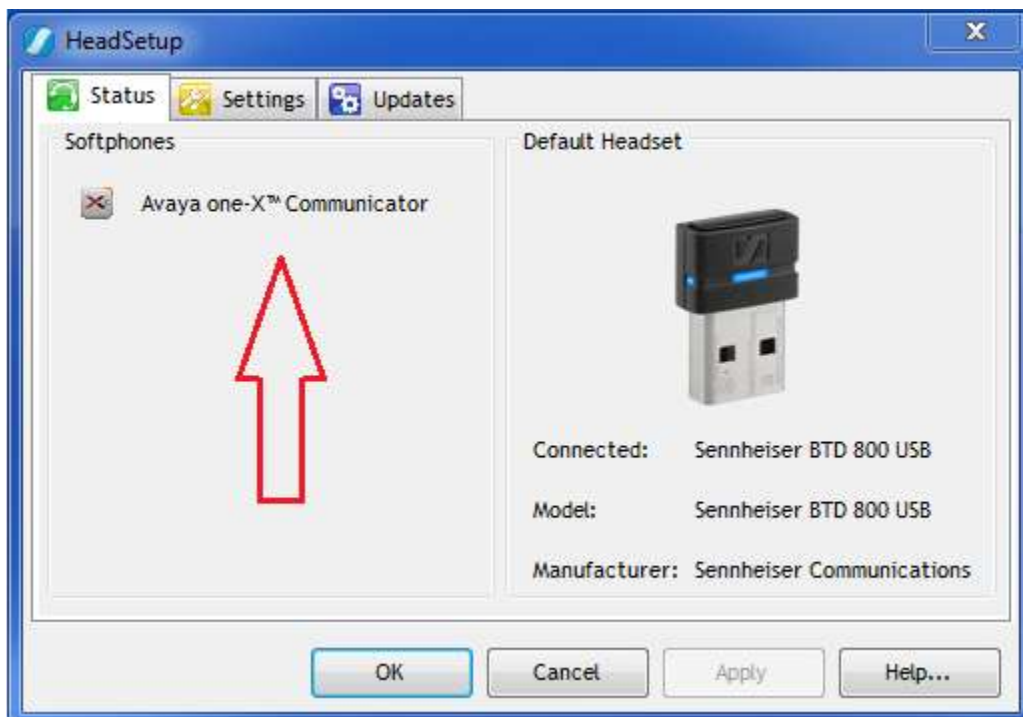 HeadSetup
Status Settings Updates
Softphones
Avaya one-X™ Communicator
Default Headset
Connected: Sennheiser BTD 800 USB
Model: Sennheiser BTD 800 USB
Manufacturer: Sennheiser Communications
OK Cancel Apply Help...